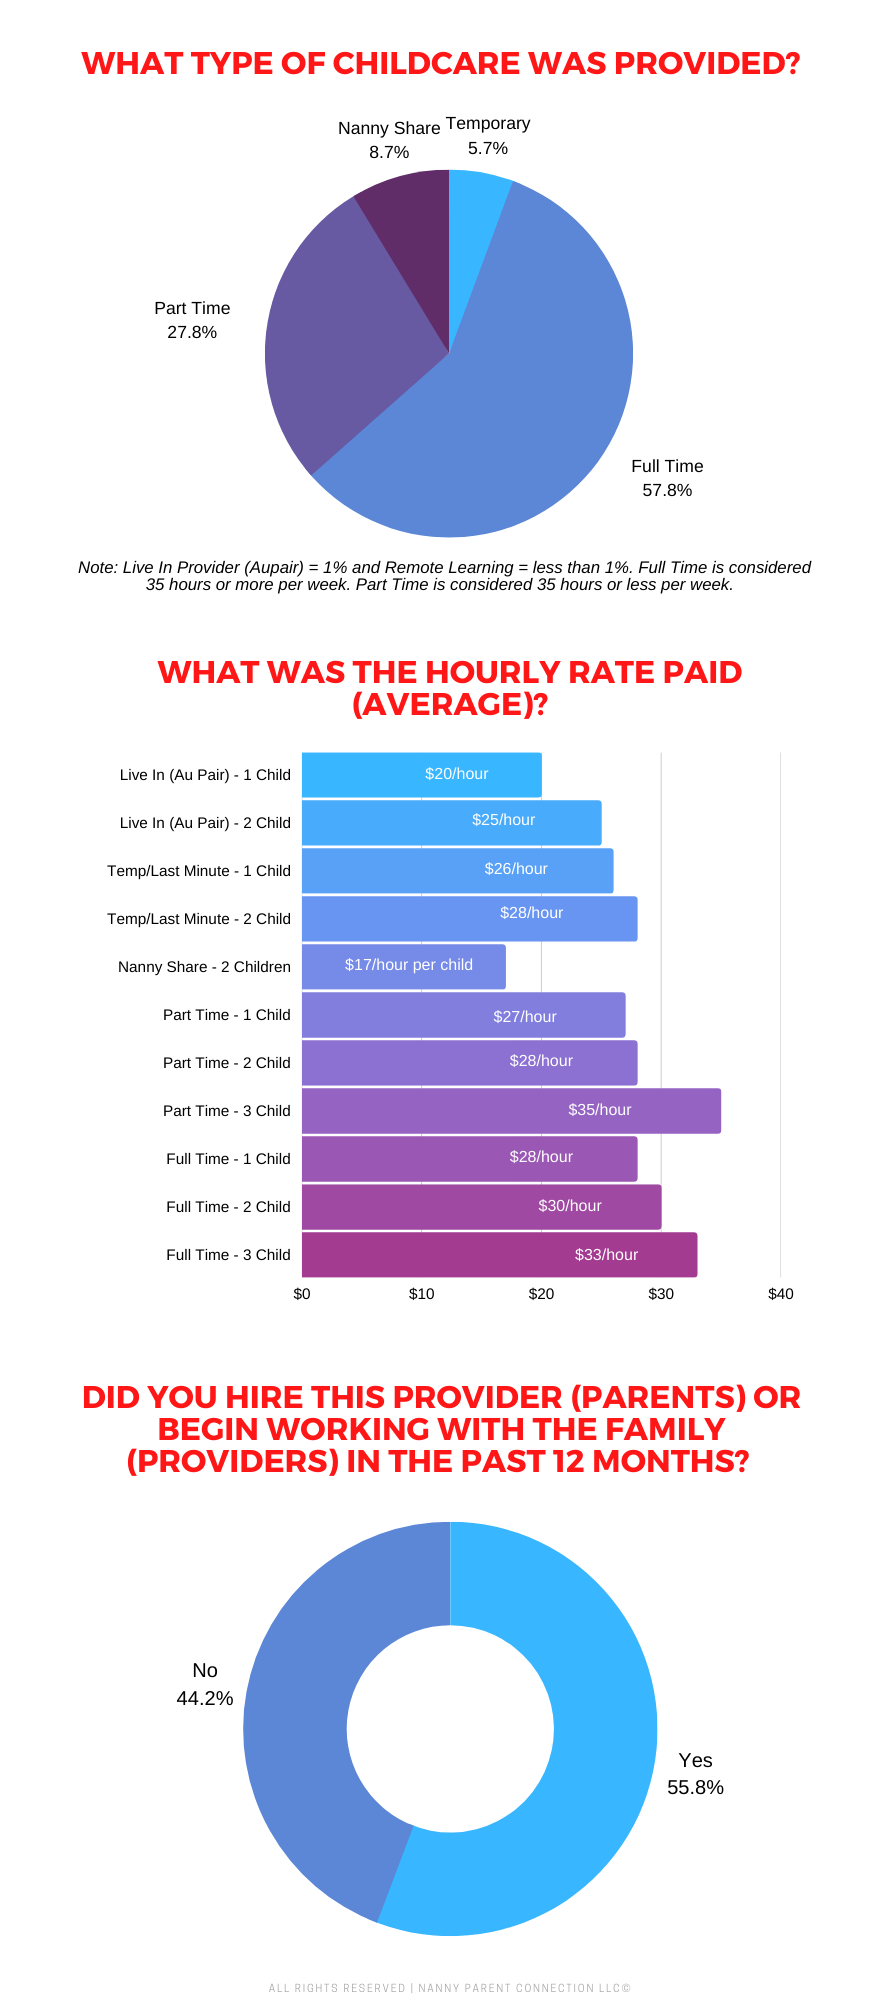 WHAT TYPE OF CHILDCARE WAS PROVIDED?
Nanny Share
8.7%
Temporary
5.7%
Part Time
27.8%
Full Time
57.8%
Note: Live In Provider (Aupair) = 1% and Remote Learning = less than 1%. Full Time is considered
35 hours or more per week. Part Time is considered 35 hours or less per week.
WHAT WAS THE HOURLY RATE PAID
(AVERAGE)?
Live In (Au Pair) - 1 Child $20/hour
Live In (Au Pair) - 2 Child $25/hour
Temp/Last Minute - 1 Child $26/hour
Temp/Last Minute - 2 Child $28/hour
Nanny Share - 2 Children $17/hour per child
Part Time - 1 Child $27/hour
Part Time - 2 Child $28/hour
Part Time - 3 Child $35/hour
Full Time - 1 Child $28/hour
Full Time - 2 Child $30/hour
Full Time - 3 Child $33/hour
$0 $10 $20 $30 $40
DID YOU HIRE THIS PROVIDER (PARENTS) OR
BEGIN WORKING WITH THE FAMILY
(PROVIDERS) IN THE PAST 12 MONTHS?
No
44.2%
Yes
55.8%
ALL RIGHTS RESERVED | NANNY PARENT CONNECTION LLC©